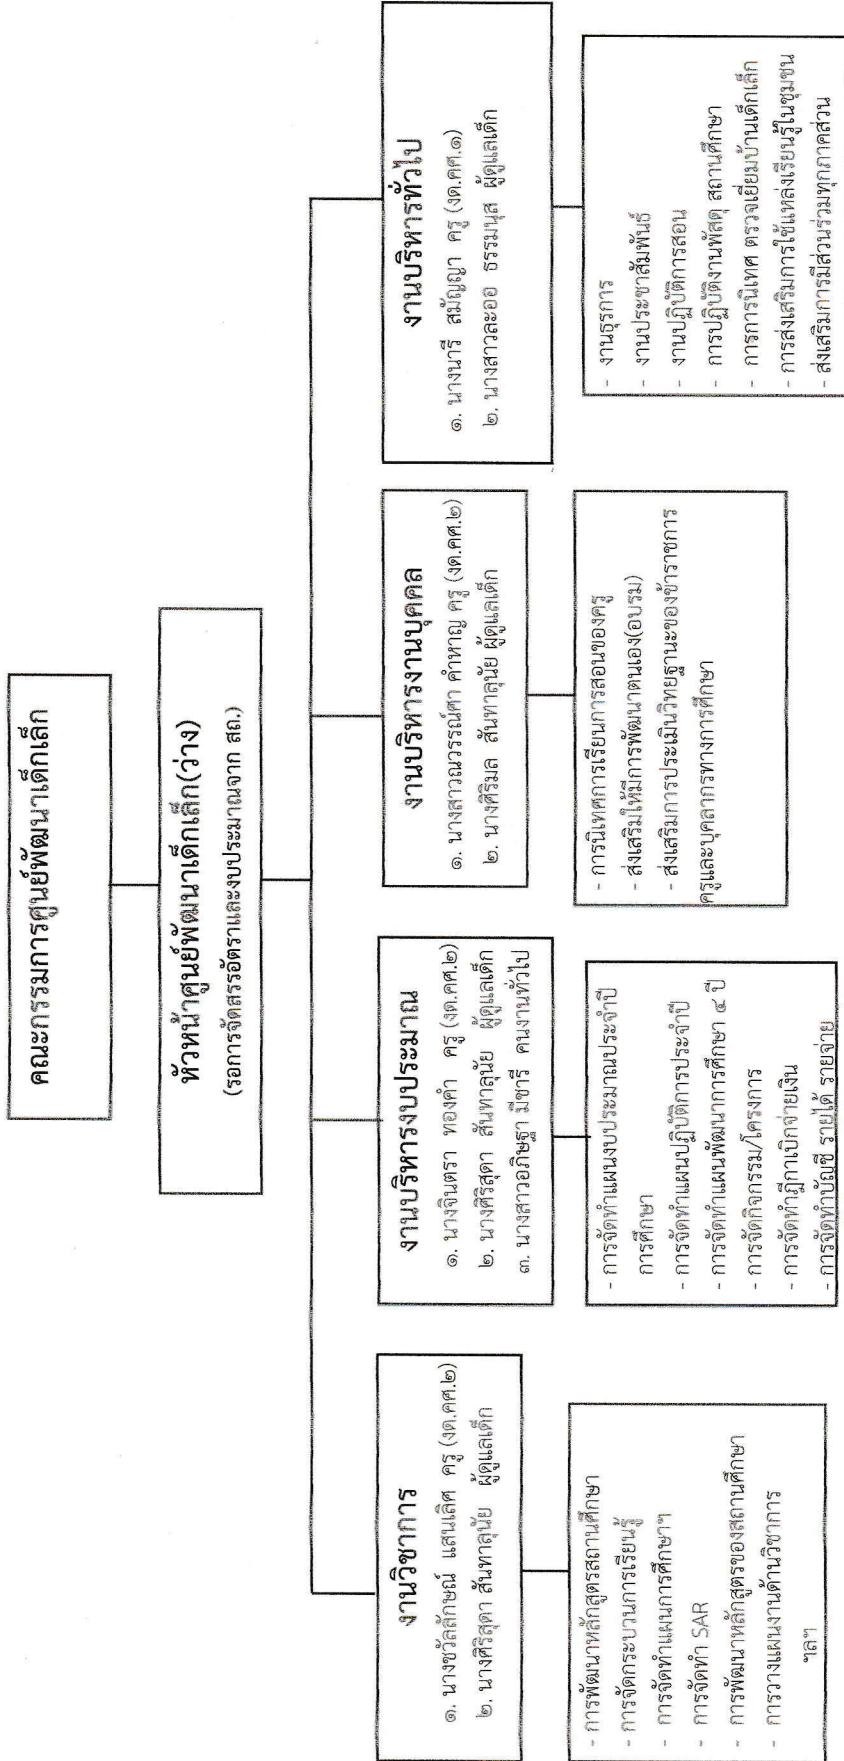 คณะกรรมการศูนย์พัฒนาเด็กเล็ก
หัวหน้าศูนย์พัฒนาเด็กเล็ก(ว่าง)
(รอการจัดสรรอัตราและงบประมาณจาก สถ.)
งานวิชาการ
๑. นางชวัลลักษณ์ แสนเลิศ ครู (งด.คศ.๒)
๒. นางศิริสุดา สันทาลุนัย ผู้ดูแลเด็ก
- การพัฒนาหลักสูตรสถานศึกษา
- การจัดกระบวนการเรียนรู้
- การจัดทำแผนการศึกษาฯ
- การจัดทำ SAR
- การพัฒนาหลักสูตรของสถานศึกษา
- การวางแผนงานด้านวิชาการ
ฯลฯ
งานบริหารงบประมาณ
๑. นางจินตรา ทองคำ ครู (งด.คศ.๒)
๒. นางศิริสุดา สันทาลุนัย ผู้ดูแลเด็ก
๓. นางสาวอภิษฐา มีชารี คนงานทั่วไป
- การจัดทำแผนงบประมาณประจำปี
การศึกษา
- การจัดทำแผนปฏิบัติการประจำปี
- การจัดทำแผนพัฒนาการศึกษา ๔ ปี
- การจัดกิจกรรม/โครงการ
- การจัดทำฎีกาเบิกจ่ายเงิน
- การจัดทำบัญชี รายได้ รายจ่าย
งานบริหารงานบุคคล
๑. นางสาวณวรรณ์ศา คำหาญ ครู (งด.คศ.๒)
๒. นางศิริมล สันทาลุนัย ผู้ดูแลเด็ก
- การนิเทศการเรียนการสอนของครู
- ส่งเสริมให้มีการพัฒนาตนเอง(อบรม)
- ส่งเสริมการประเมินวิทยฐานะของข้าราชการ
ครูและบุคลากรทางการศึกษา
งานบริหารทั่วไป
๑. นางนารี สมัญญา ครู (งด.คศ.๑)
๒. นางสาวละออ ธรรมนุส ผู้ดูแลเด็ก
- งานธุรการ
- งานประชาสัมพันธ์
- งานปฏิบัติการสอน
- การปฏิบัติงานพัสดุ สถานศึกษา
- การการนิเทศ ตรวจเยี่ยมบ้านเด็กเล็ก
- การส่งเสริมการใช้แหล่งเรียนรู้ในชุมชน
- ส่งเสริมการมีส่วนร่วมทุกภาคส่วน